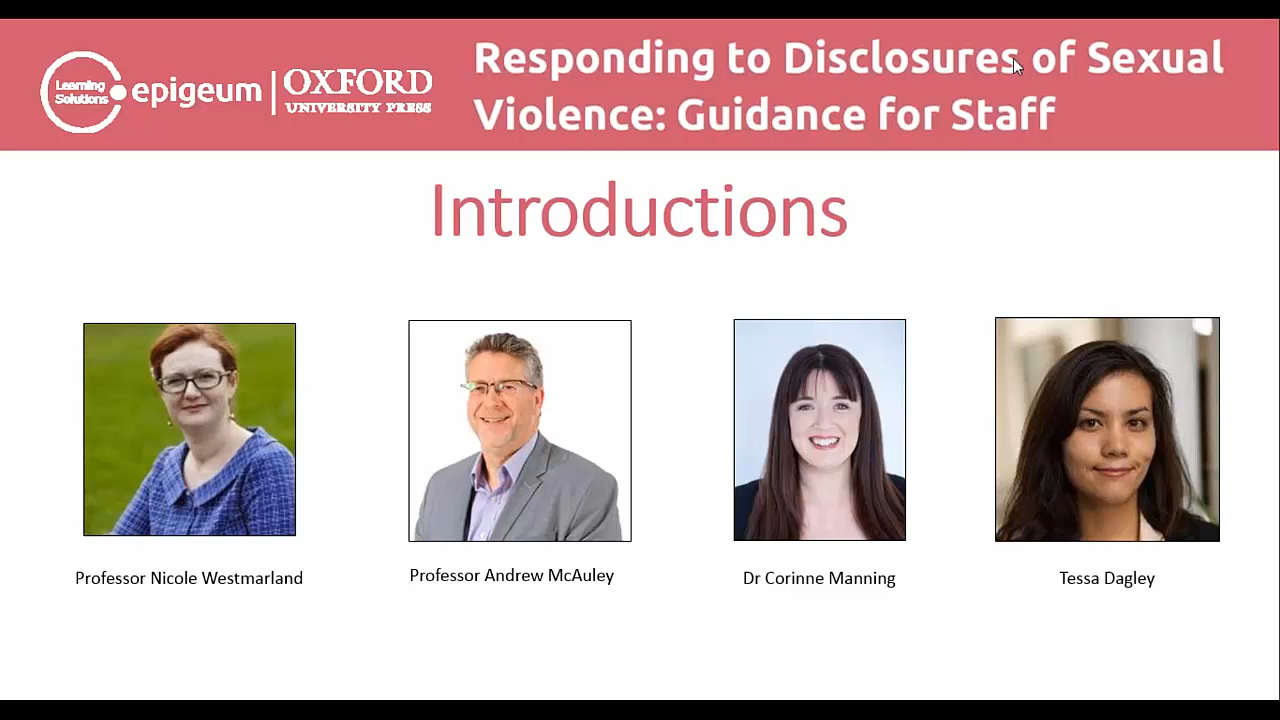 Learning
Solutions
epigeum
OXFORD
UNIVERSITY PRESS
Responding to Disclosures of Sexual
Violence: Guidance for Staff
Introductions
Professor Nicole Westmarland
Professor Andrew McAuley
Dr Corinne Manning
Tessa Dagley